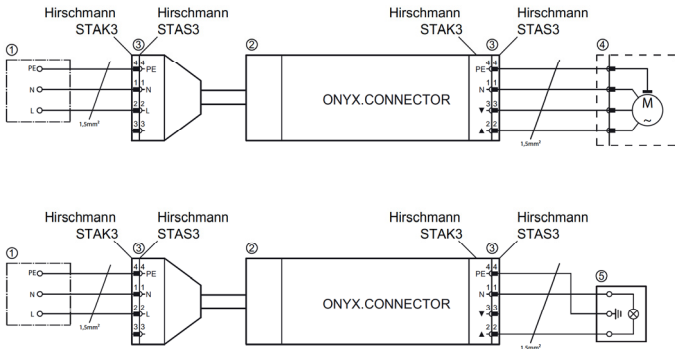 Hirschmann Hirschmann Hirschmann Hirschmann
STAK3 STAS3 STAK3 STAS3
① ③ ② ③ ④
PE 4 4 PE PE 4 4
N 1 1 N ONYX.CONNECTOR N 1 1 M
L 2 2 L ▼ 3 3 ~
3 3 ▲ 2 2
1,5mm² 1,5mm²
Hirschmann Hirschmann Hirschmann Hirschmann
STAK3 STAS3 STAK3 STAS3
① ③ ② ③
PE 4 4 PE PE 4 4 ⑤
N 1 1 N ONYX.CONNECTOR N 1 1
L 2 2 L ▼ 3 3
3 3 ▲ 2 2
1,5mm² 1,5mm²